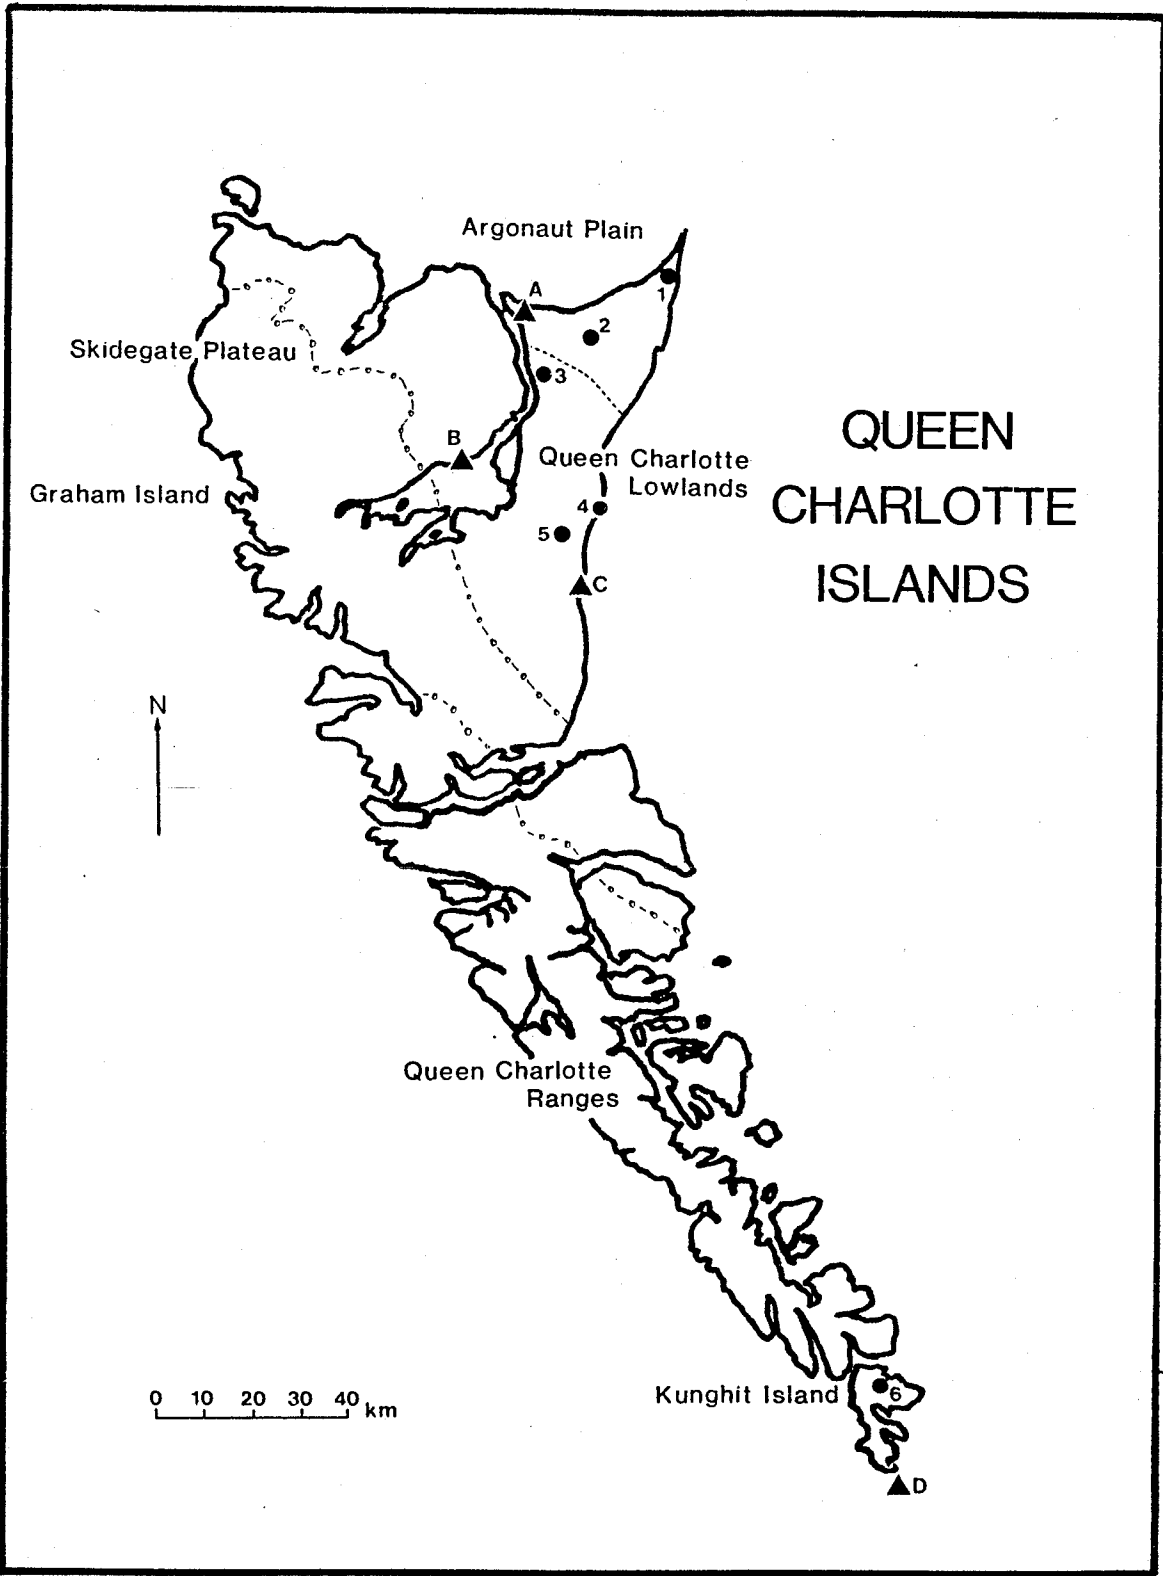 Argonaut Plain
A
1
2
Skidegate Plateau
3
QUEEN
CHARLOTTE
ISLANDS
B
Queen Charlotte
Lowlands
Graham Island
4
5
C
N
Queen Charlotte
Ranges
Kunghit Island
6
0 10 20 30 40 km
D